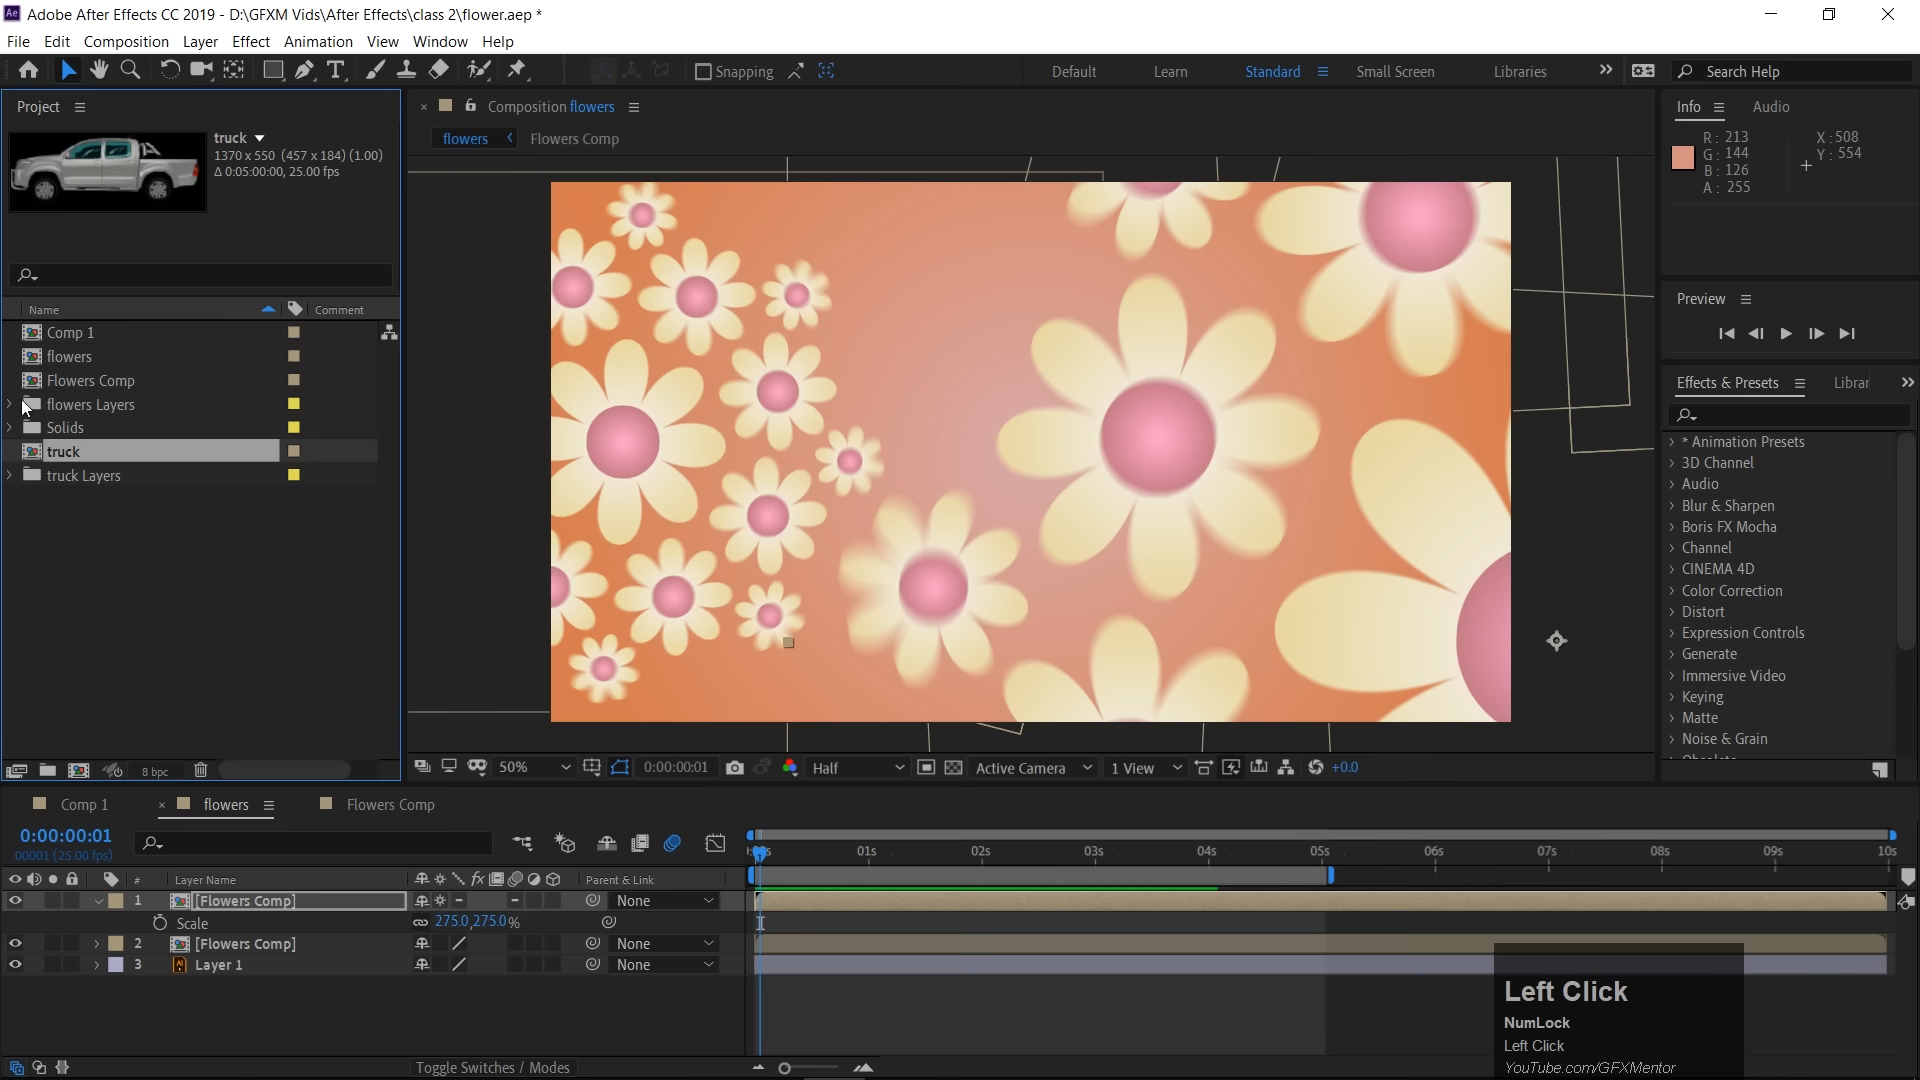 Ae Adobe After Effects CC 2019 - D:\GFXM Vids\After Effects\class 2\flower.aep *
File Edit Composition Layer Effect Animation View Window Help
Snapping Default Learn Standard Small Screen Libraries Search Help
Project
Composition flowers
Info Audio
truck
1370 x 550 (457 x 184) (1.00)
Δ 0:05:00:00, 25.00 fps
flowers Flowers Comp
R: 213
G: 144
B: 126
A: 255
X: 508
Y: 554
Name Comment
Comp 1
flowers
Flowers Comp
flowers Layers
Solids
truck
truck Layers
Preview
Effects & Presets Librar
* Animation Presets
3D Channel
Audio
Blur & Sharpen
Boris FX Mocha
Channel
CINEMA 4D
Color Correction
Distort
Expression Controls
Generate
Immersive Video
Keying
Matte
Noise & Grain
8 bpc
50% 0:00:00:01 Half Active Camera 1 View +0.0
Comp 1 flowers Flowers Comp
0:00:00:01
00001 (25.00 fps)
01s 02s 03s 04s 05s 06s 07s 08s 09s 10s
# Layer Name fx Parent & Link
1 [Flowers Comp] None
Scale 275.0,275.0%
2 [Flowers Comp] None
3 Layer 1 None
Toggle Switches / Modes
Left Click
NumLock
Left Click
YouTube.com/GFXMentor